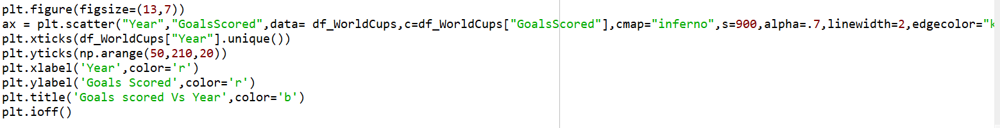 plt.figure(figsize=(13,7))
ax = plt.scatter("Year","GoalsScored",data= df_WorldCups,c=df_WorldCups["GoalsScored"],cmap="inferno",s=900,alpha=.7,linewidth=2,edgecolor="k
plt.xticks(df_WorldCups["Year"].unique())
plt.yticks(np.arange(50,210,20))
plt.xlabel('Year',color='r')
plt.ylabel('Goals Scored',color='r')
plt.title('Goals scored Vs Year',color='b')
plt.ioff()